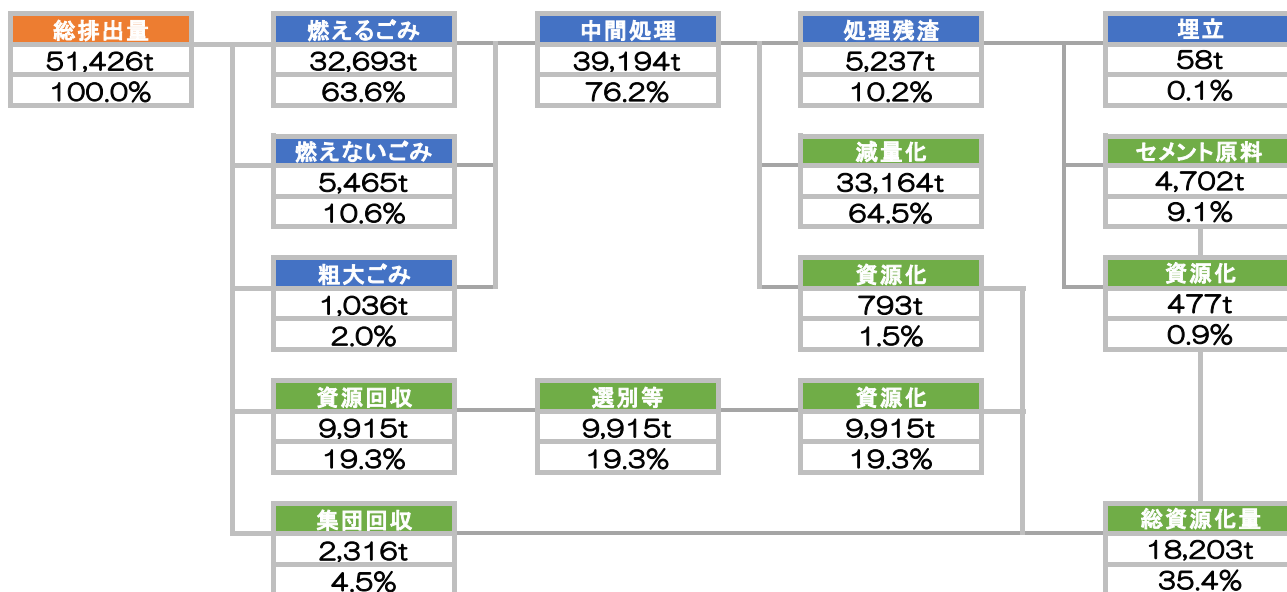 総排出量
51,426t
100.0%
燃えるごみ
32,693t
63.6%
中間処理
39,194t
76.2%
処理残渣
5,237t
10.2%
埋立
58t
0.1%
燃えないごみ
5,465t
10.6%
減量化
33,164t
64.5%
セメント原料
4,702t
9.1%
粗大ごみ
1,036t
2.0%
資源化
793t
1.5%
資源化
477t
0.9%
資源回収
9,915t
19.3%
選別等
9,915t
19.3%
資源化
9,915t
19.3%
集団回収
2,316t
4.5%
総資源化量
18,203t
35.4%